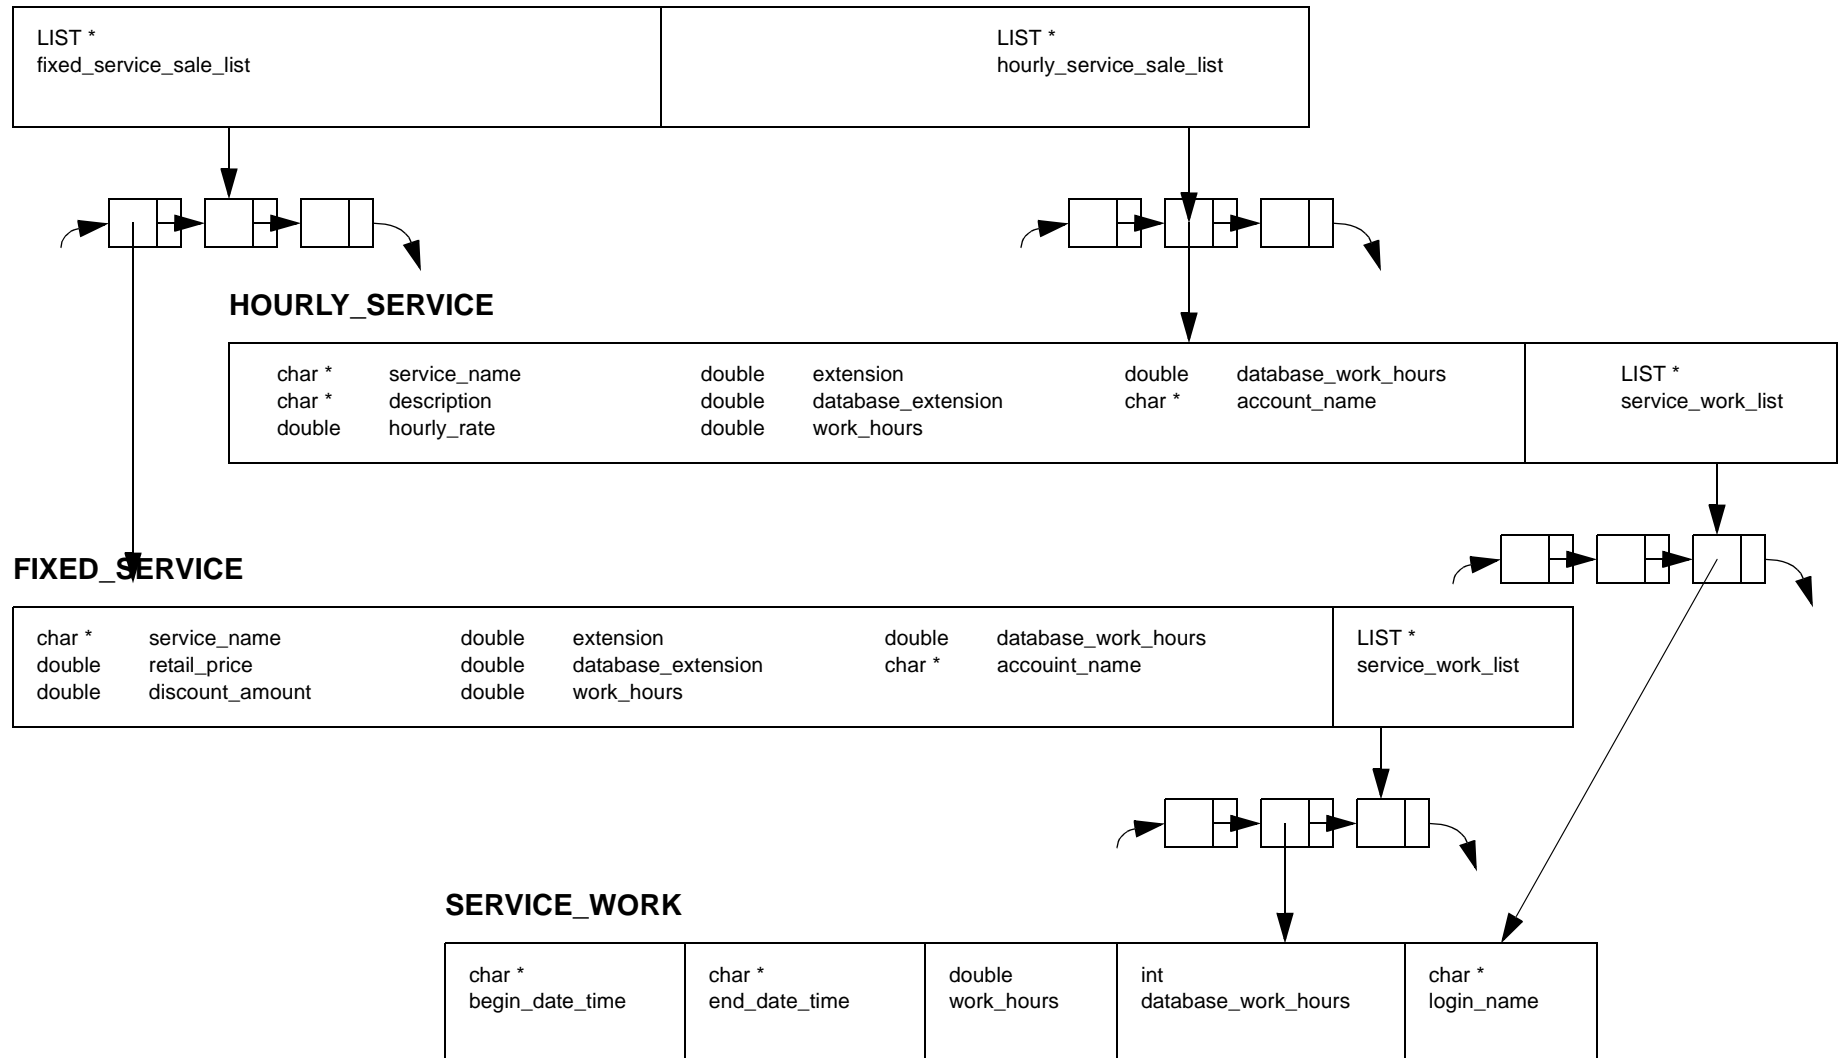 LIST * LIST *
fixed_service_sale_list hourly_service_sale_list
HOURLY_SERVICE
char * service_name double extension double database_work_hours LIST *
char * description double database_extension char * account_name service_work_list
double hourly_rate double work_hours
FIXED_SERVICE
char * service_name double extension double database_work_hours LIST *
double retail_price double database_extension char * accouint_name service_work_list
double discount_amount double work_hours
SERVICE_WORK
char * char * double int char *
begin_date_time end_date_time work_hours database_work_hours login_name